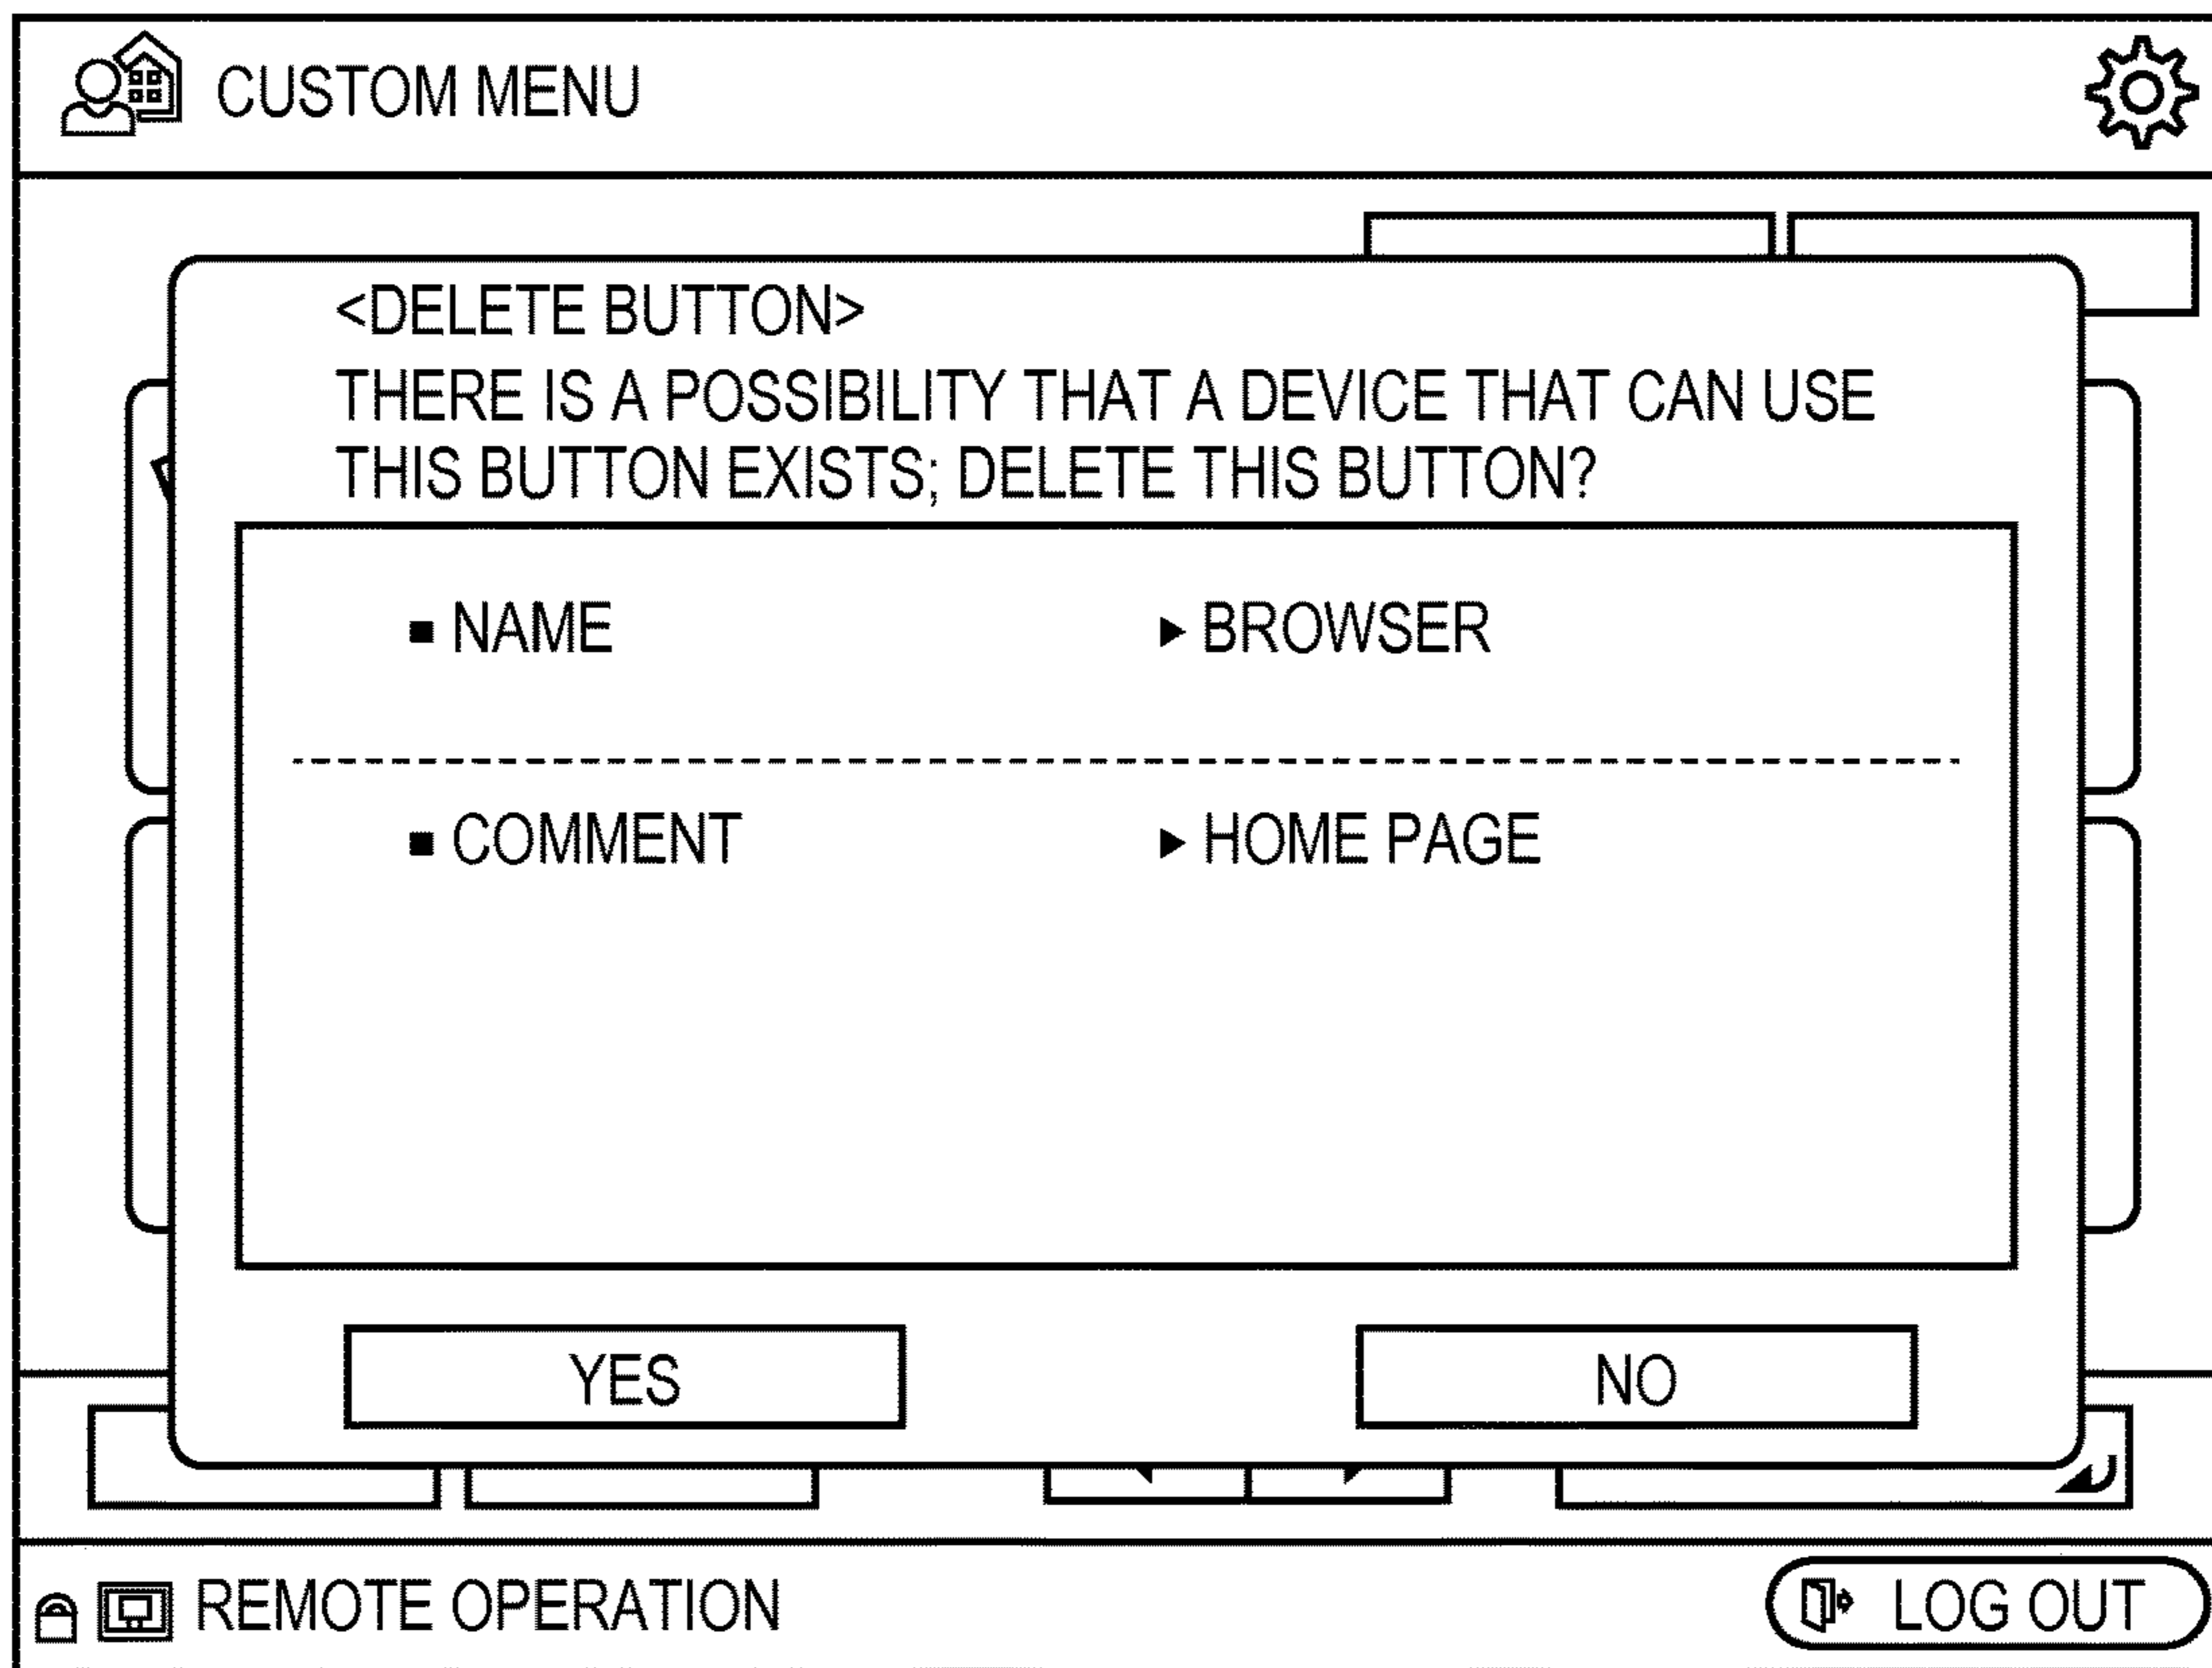 CUSTOM MENU
<DELETE BUTTON>
THERE IS A POSSIBILITY THAT A DEVICE THAT CAN USE
THIS BUTTON EXISTS; DELETE THIS BUTTON?
■ NAME ▶ BROWSER
■ COMMENT ▶ HOME PAGE
YES NO
REMOTE OPERATION LOG OUT